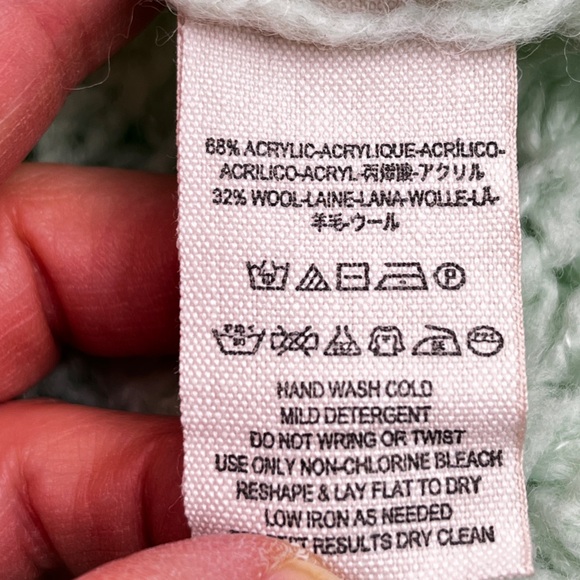 68% ACRYLIC-ACRYLIQUE-ACRÍLICO-
ACRILICO-ACRYL-丙烯酸-アクリル
32% WOOL-LAINE-LANA-WOLLE-LÃ-
羊毛-ウール
P
HAND WASH COLD
MILD DETERGENT
DO NOT WRING OR TWIST
USE ONLY NON-CHLORINE BLEACH
RESHAPE & LAY FLAT TO DRY
LOW IRON AS NEEDED
RESULTS DRY CLEAN